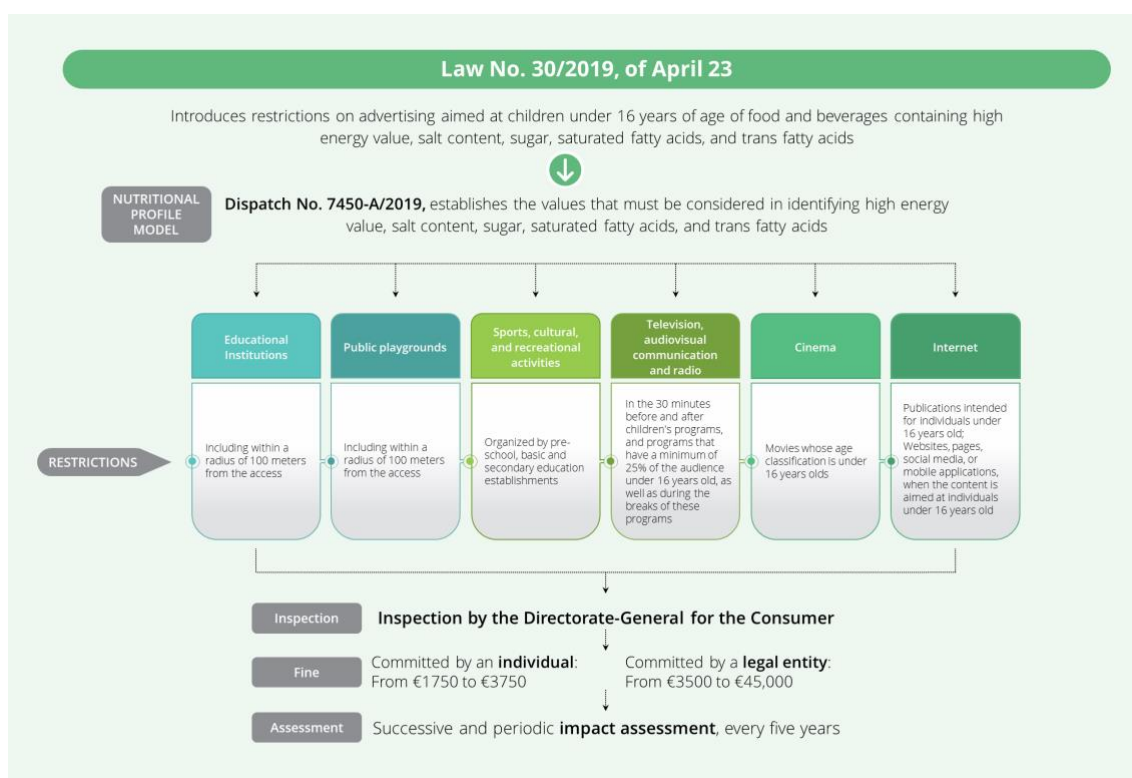 Law No. 30/2019, of April 23
Introduces restrictions on advertising aimed at children under 16 years of age of food and beverages containing high
energy value, salt content, sugar, saturated fatty acids, and trans fatty acids
NUTRITIONAL
PROFILE
MODEL
Dispatch No. 7450-A/2019, establishes the values that must be considered in identifying high energy
value, salt content, sugar, saturated fatty acids, and trans fatty acids
Educational
Institutions
Public playgrounds
Sports, cultural,
and recreational
activities
Television,
audiovisual
communication
and radio
Cinema
Internet
RESTRICTIONS
Including within a
radius of 100 meters
from the access
Including within a
radius of 100 meters
from the access
Organized by pre-
school, basic and
secondary education
establishments
In the 30 minutes
before and after
children's programs,
and programs that
have a minimum of
25% of the audience
under 16 years old, as
well as during the
breaks of these
programs
Movies whose age
classification is under
16 years olds
Publications intended
for individuals under
16 years old;
Websites, pages,
social media, or
mobile applications,
when the content is
aimed at individuals
under 16 years old
Inspection
Inspection by the Directorate-General for the Consumer
Fine
Committed by an individual:
From €1750 to €3750
Committed by a legal entity:
From €3500 to €45,000
Assessment
Successive and periodic impact assessment, every five years